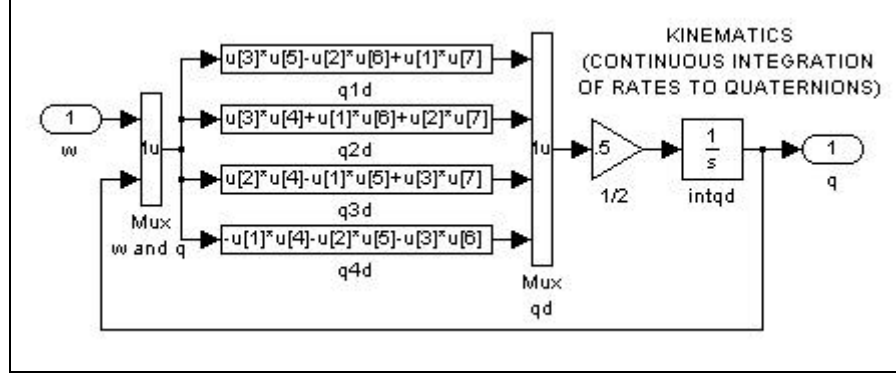 KINEMATICS
(CONTINUOUS INTEGRATION
OF RATES TO QUATERNIONS)
u[3]*u[5]-u[2]*u[6]+u[1]*u[7]
q1d
1
w
1u
u[3]*u[4]+u[1]*u[6]+u[2]*u[7]
q2d
1u
.5
1/2
1
s
intqd
1
q
u[2]*u[4]-u[1]*u[5]+u[3]*u[7]
q3d
Mux
w and q
-u[1]*u[4]-u[2]*u[5]-u[3]*u[6]
q4d
Mux
qd